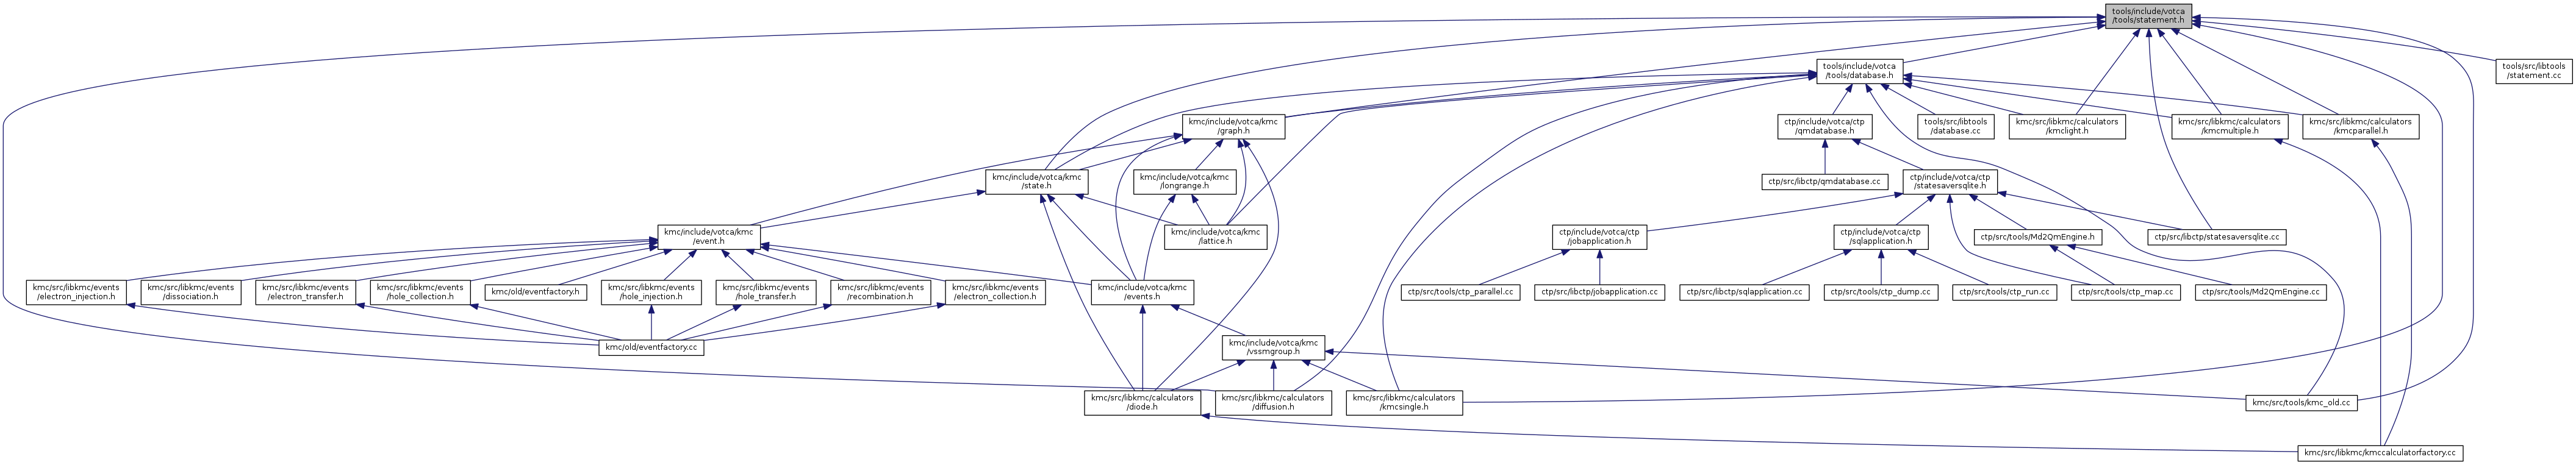 tools/include/votca
/tools/statement.h
tools/include/votca
/tools/database.h
tools/src/libtools
/statement.cc
kmc/include/votca/kmc
/graph.h
ctp/include/votca/ctp
/qmdatabase.h
tools/src/libtools
/database.cc
kmc/src/libkmc/calculators
/kmclight.h
kmc/src/libkmc/calculators
/kmcmultiple.h
kmc/src/libkmc/calculators
/kmcparallel.h
kmc/include/votca/kmc
/state.h
kmc/include/votca/kmc
/longrange.h
ctp/src/libctp/qmdatabase.cc
ctp/include/votca/ctp
/statesaversqlite.h
kmc/include/votca/kmc
/event.h
kmc/include/votca/kmc
/lattice.h
ctp/include/votca/ctp
/jobapplication.h
ctp/include/votca/ctp
/sqlapplication.h
ctp/src/tools/Md2QmEngine.h
ctp/src/libctp/statesaversqlite.cc
kmc/src/libkmc/events
/electron_injection.h
kmc/src/libkmc/events
/dissociation.h
kmc/src/libkmc/events
/electron_transfer.h
kmc/src/libkmc/events
/hole_collection.h
kmc/old/eventfactory.h
kmc/src/libkmc/events
/hole_injection.h
kmc/src/libkmc/events
/hole_transfer.h
kmc/src/libkmc/events
/recombination.h
kmc/src/libkmc/events
/electron_collection.h
kmc/include/votca/kmc
/events.h
ctp/src/tools/ctp_parallel.cc
ctp/src/libctp/jobapplication.cc
ctp/src/libctp/sqlapplication.cc
ctp/src/tools/ctp_dump.cc
ctp/src/tools/ctp_run.cc
ctp/src/tools/ctp_map.cc
ctp/src/tools/Md2QmEngine.cc
kmc/old/eventfactory.cc
kmc/include/votca/kmc
/vssmgroup.h
kmc/src/libkmc/calculators
/diode.h
kmc/src/libkmc/calculators
/diffusion.h
kmc/src/libkmc/calculators
/kmcsingle.h
kmc/src/tools/kmc_old.cc
kmc/src/libkmc/kmccalculatorfactory.cc